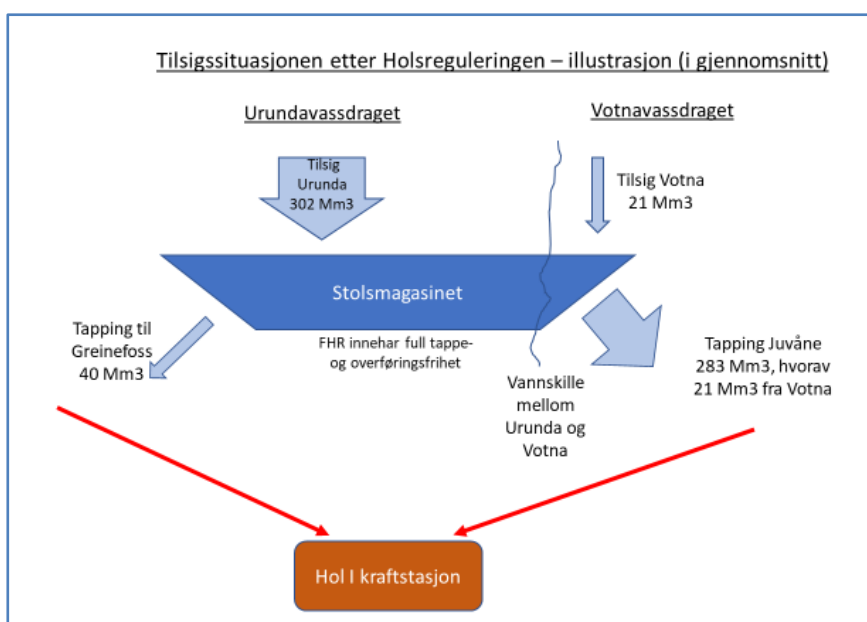 Tilsigssituasjonen etter Holsreguleringen – illustrasjon (i gjennomsnitt)
Urundavassdraget
Votnavassdraget
Tilsig
Urunda
302 Mm3
Tilsig Votna
21 Mm3
Stolsmagasinet
Tapping til
Greinefoss
40 Mm3
FHR innehar full tappe-
og overføringsfrihet
Vannskille
mellom
Urunda og
Votna
Tapping Juvåne
283 Mm3, hvorav
21 Mm3 fra Votna
Hol I kraftstasjon